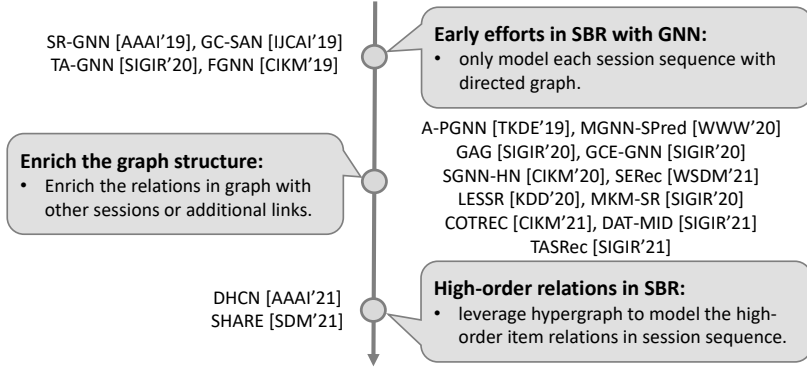 SR-GNN [AAAI'19], GC-SAN [IJCAI'19]
TA-GNN [SIGIR'20], FGNN [CIKM'19]
Early efforts in SBR with GNN:
• only model each session sequence with
directed graph.
Enrich the graph structure:
• Enrich the relations in graph with
other sessions or additional links.
A-PGNN [TKDE'19], MGNN-SPred [WWW'20]
GAG [SIGIR'20], GCE-GNN [SIGIR'20]
SGNN-HN [CIKM'20], SERec [WSDM'21]
LESSR [KDD'20], MKM-SR [SIGIR'20]
COTREC [CIKM'21], DAT-MID [SIGIR'21]
TASRec [SIGIR'21]
DHCN [AAAI'21]
SHARE [SDM'21]
High-order relations in SBR:
• leverage hypergraph to model the high-
order item relations in session sequence.